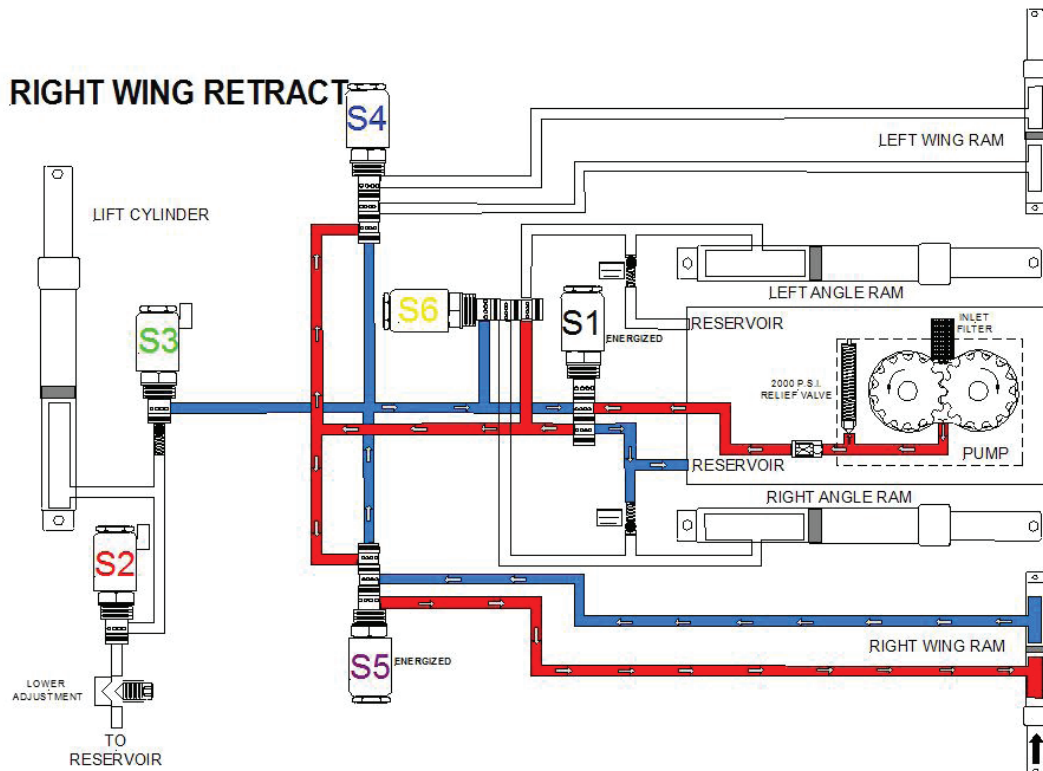 RIGHT WING RETRACT
S4
LEFT WING RAM
LIFT CYLINDER
LEFT ANGLE RAM
S6
S1
ENERGIZED
S3
RESERVOIR
INLET
FILTER
2000 P.S.I.
RELIEF VALVE
PUMP
RESERVOIR
RIGHT ANGLE RAM
S2
S5
ENERGIZED
RIGHT WING RAM
LOWER
ADJUSTMENT
TO
RESERVOIR